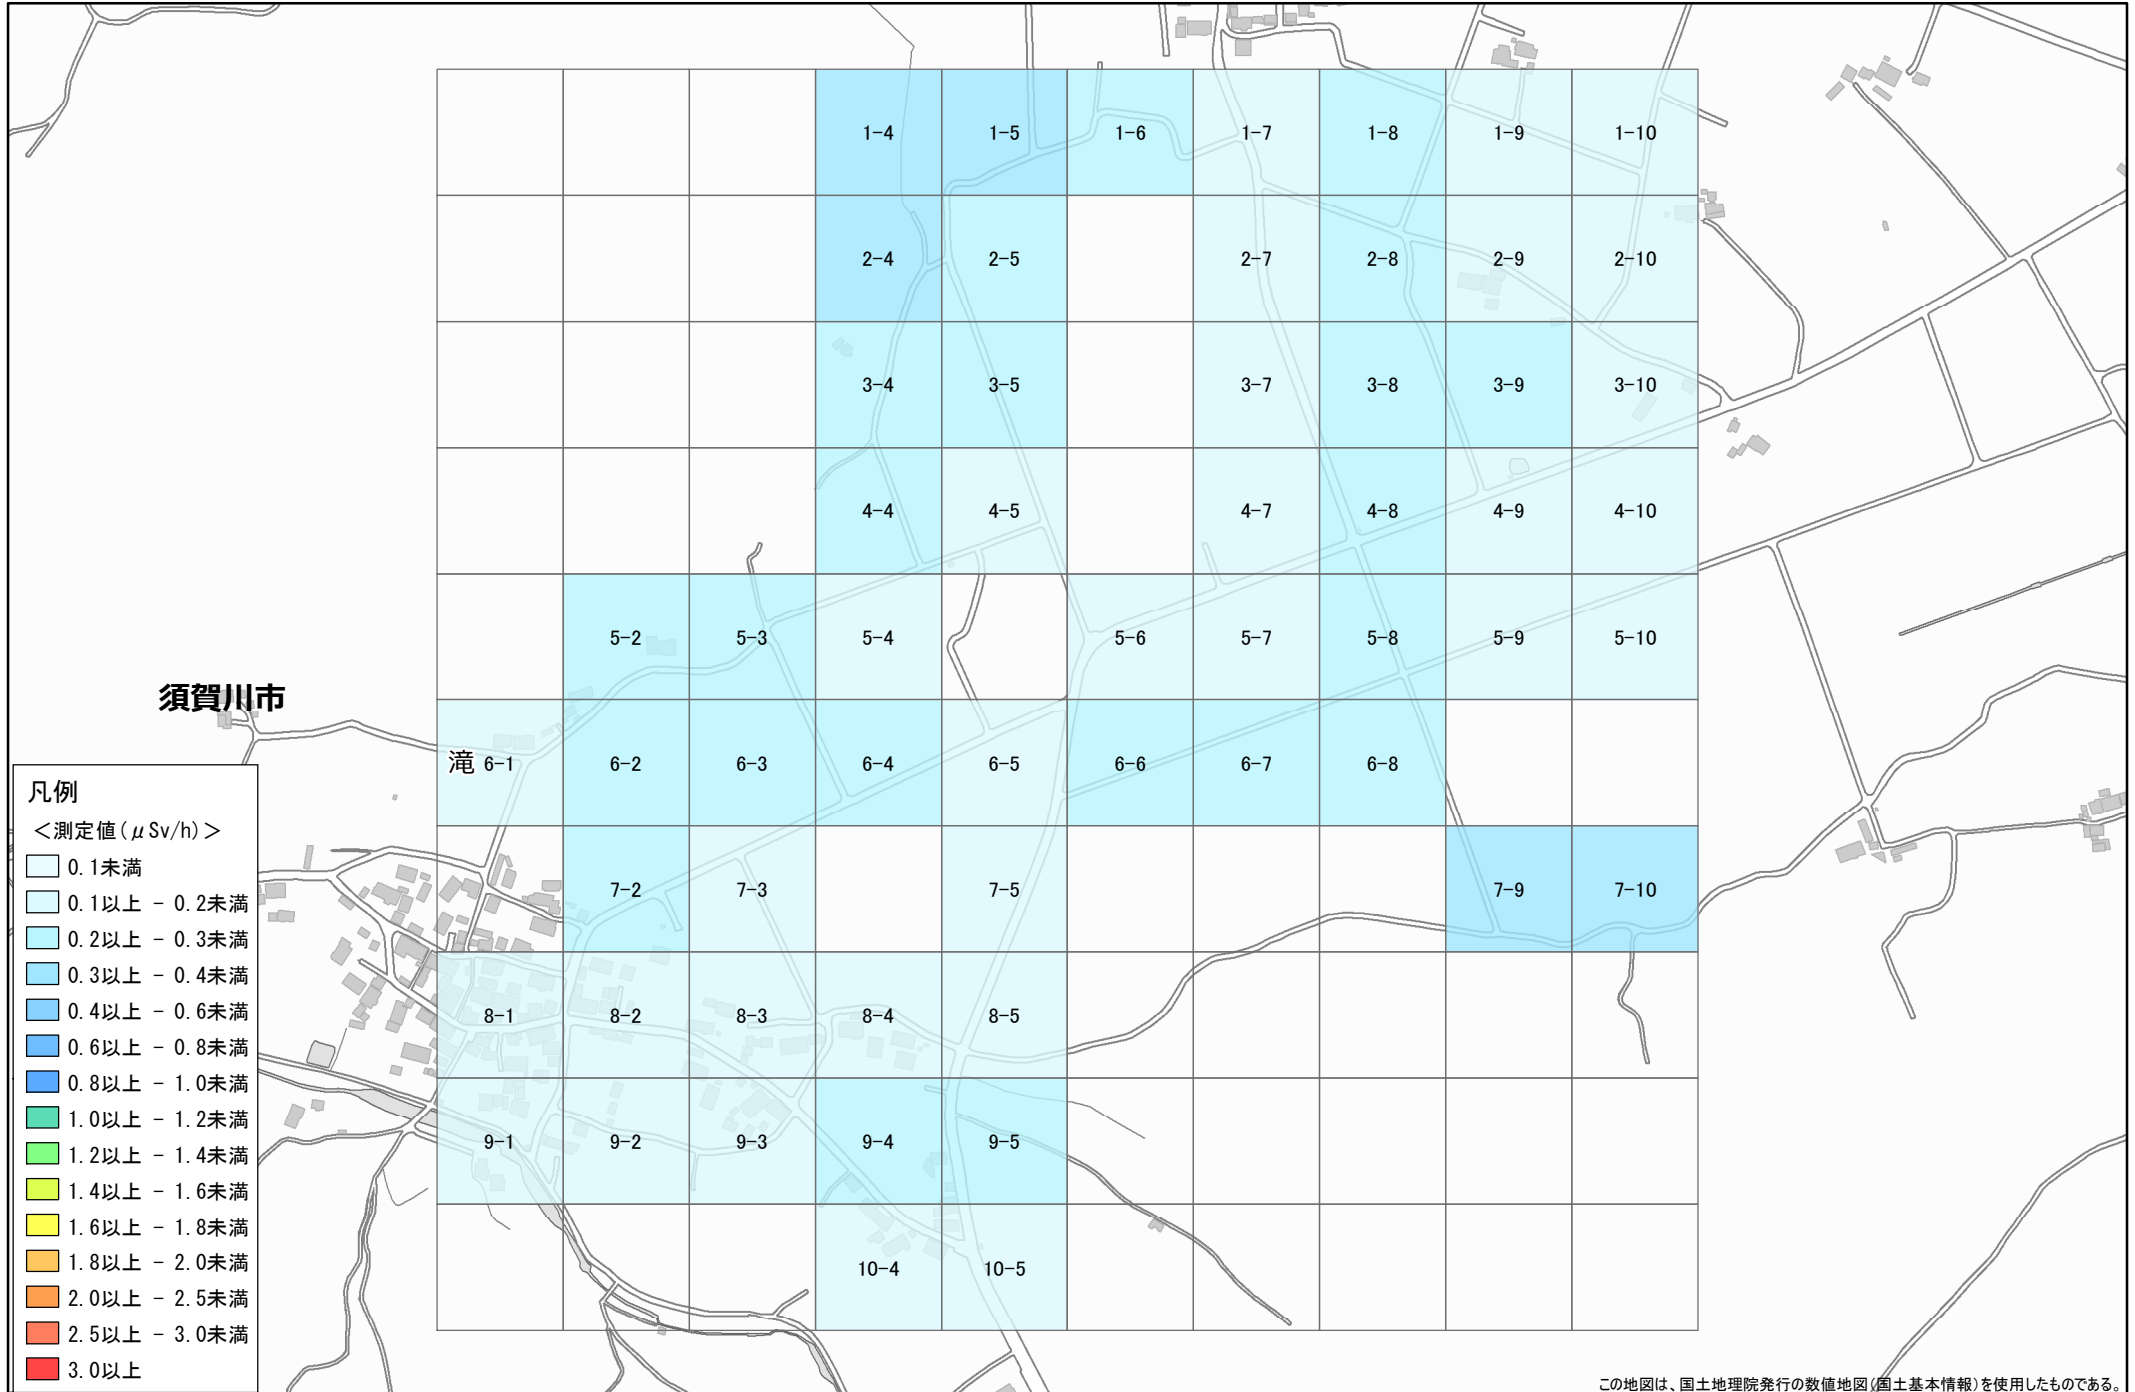 1-4 1-5 1-6 1-7 1-8 1-9 1-10
2-4 2-5 2-7 2-8 2-9 2-10
3-4 3-5 3-7 3-8 3-9 3-10
4-4 4-5 4-7 4-8 4-9 4-10
5-2 5-3 5-4 5-6 5-7 5-8 5-9 5-10
須賀川市
滝 6-1 6-2 6-3 6-4 6-5 6-6 6-7 6-8
7-2 7-3 7-5 7-9 7-10
8-1 8-2 8-3 8-4 8-5
9-1 9-2 9-3 9-4 9-5
10-4 10-5
凡例
＜測定値(μSv/h)＞
0.1未満
0.1以上 - 0.2未満
0.2以上 - 0.3未満
0.3以上 - 0.4未満
0.4以上 - 0.6未満
0.6以上 - 0.8未満
0.8以上 - 1.0未満
1.0以上 - 1.2未満
1.2以上 - 1.4未満
1.4以上 - 1.6未満
1.6以上 - 1.8未満
1.8以上 - 2.0未満
2.0以上 - 2.5未満
2.5以上 - 3.0未満
3.0以上
この地図は、国土地理院発行の数値地図(国土基本情報)を使用したものである。